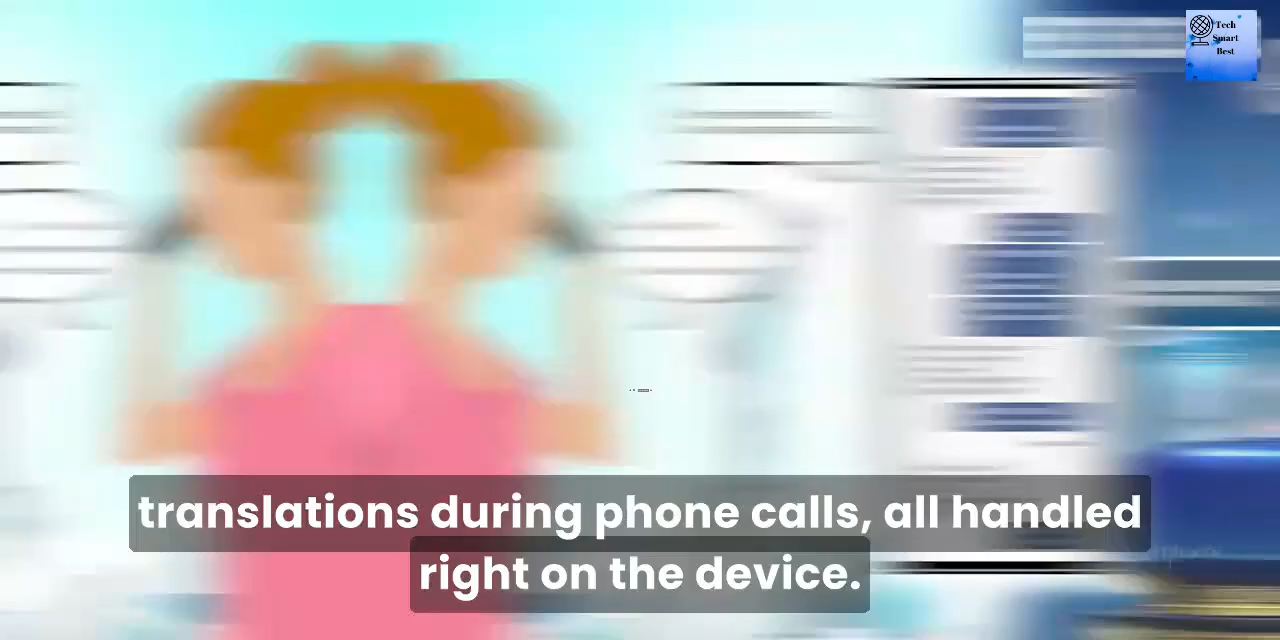 Tech
Smart
Best
translations during phone calls, all handled
right on the device.